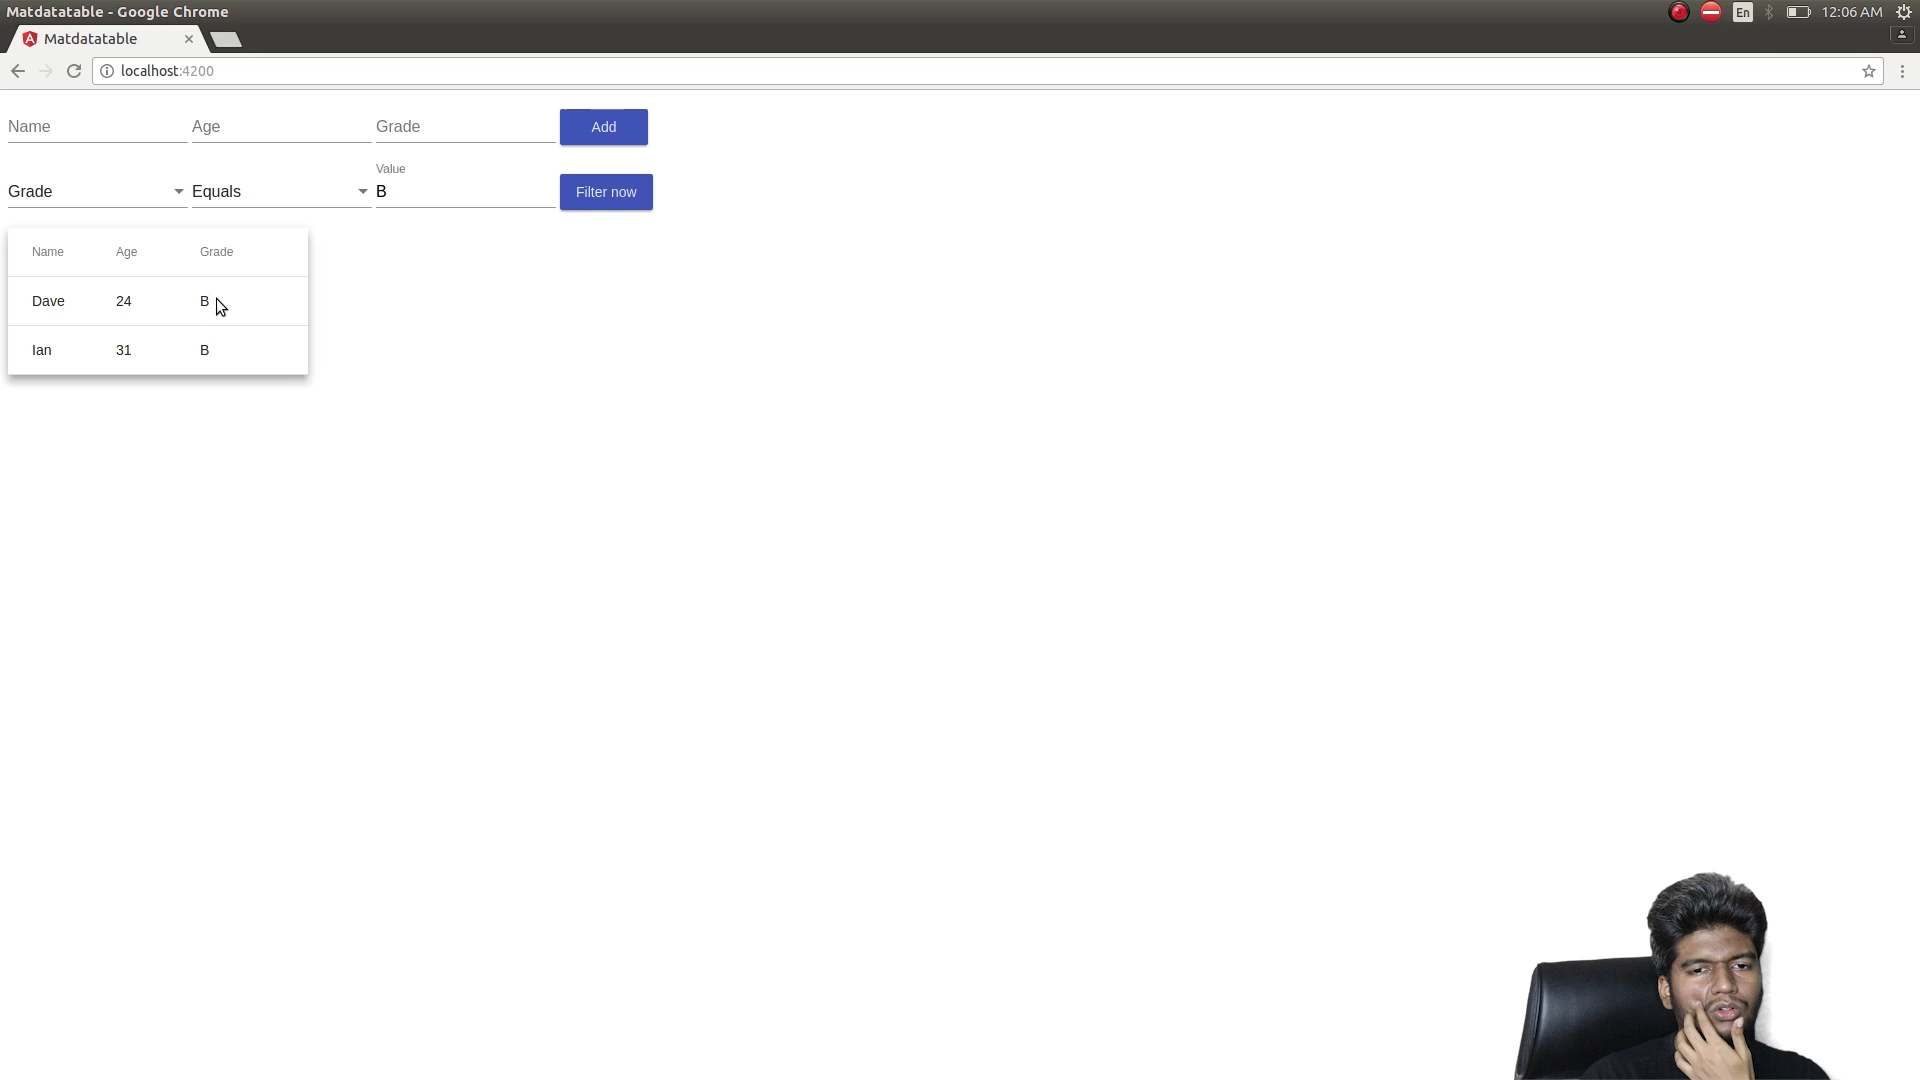 Matdatatable - Google Chrome
En 12:06 AM
Matdatatable
localhost:4200
Name Age Grade Add
Value
Grade Equals B Filter now
Name Age Grade
Dave 24 B
Ian 31 B